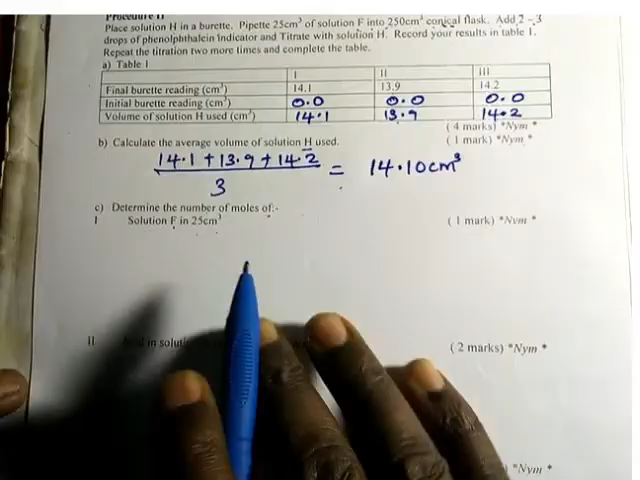 Procedure II
Place solution H in a burette. Pipette 25cm³ of solution F into 250cm³ conical flask. Add 2 – 3
drops of phenolphthalein Indicator and Titrate with solution H. Record your results in table 1.
Repeat the titration two more times and complete the table.
a) Table 1
I II III
Final burette reading (cm³) 14.1 13.9 14.2
Initial burette reading (cm³) 0.0 0.0 0.0
Volume of solution H used (cm³) 14.1 13.9 14.2
( 4 marks) *Nym *
b) Calculate the average volume of solution H used. ( 1 mark) *Nym *
14.1 + 13.9 + 14.2 = 14.10cm³
3
c) Determine the number of moles of:-
I Solution F in 25cm³ ( 1 mark) *Nym *
II in ( 2 marks) *Nym *
*Nym *